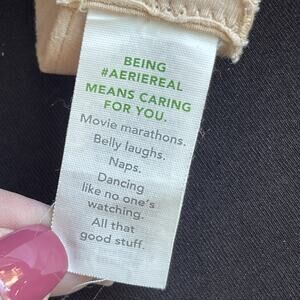 BEING
#AERIEREAL
MEANS CARING
FOR YOU.
Movie marathons.
Belly laughs.
Naps.
Dancing
like no one's
watching.
All that
good stuff.